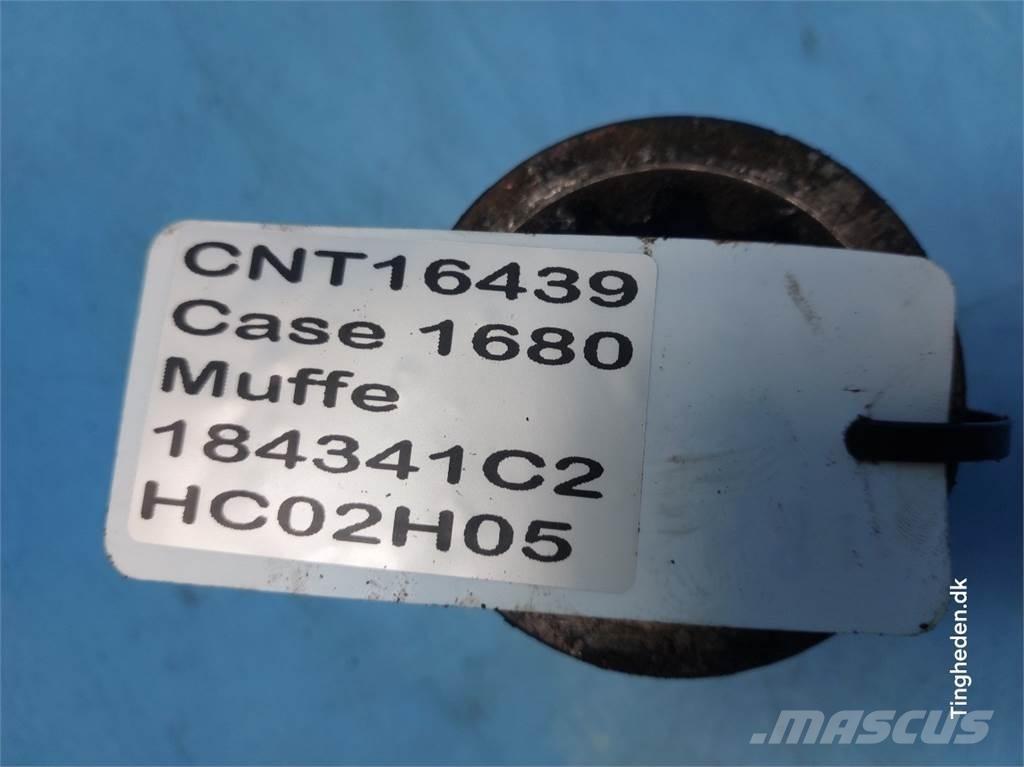 CNT16439
Case 1680
Muffe
184341C2
HC02H05
Tingheden.dk
MASCUS